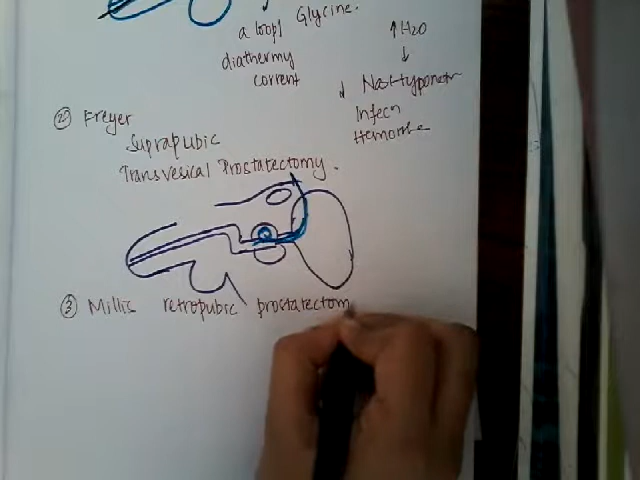 a loop] Glycine.
diathermy
current
↑H2O
↓
↓ Na Hyponatr
Infecn
Hemorrhe
② Freyer
Suprapubic
Transvesical Prostatectomy.
③ Millis retropubic prostatectom